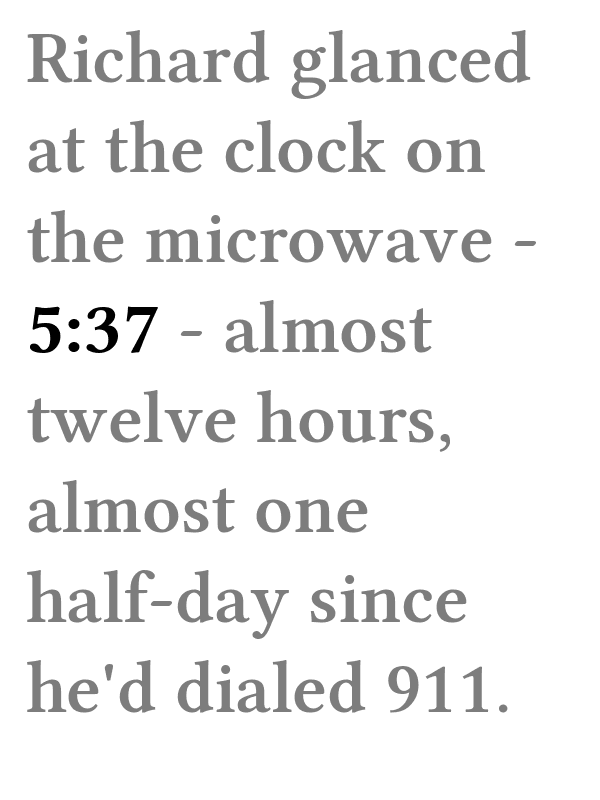 Richard glanced
at the clock on
the microwave -
5:37 - almost
twelve hours,
almost one
half-day since
he'd dialed 911.